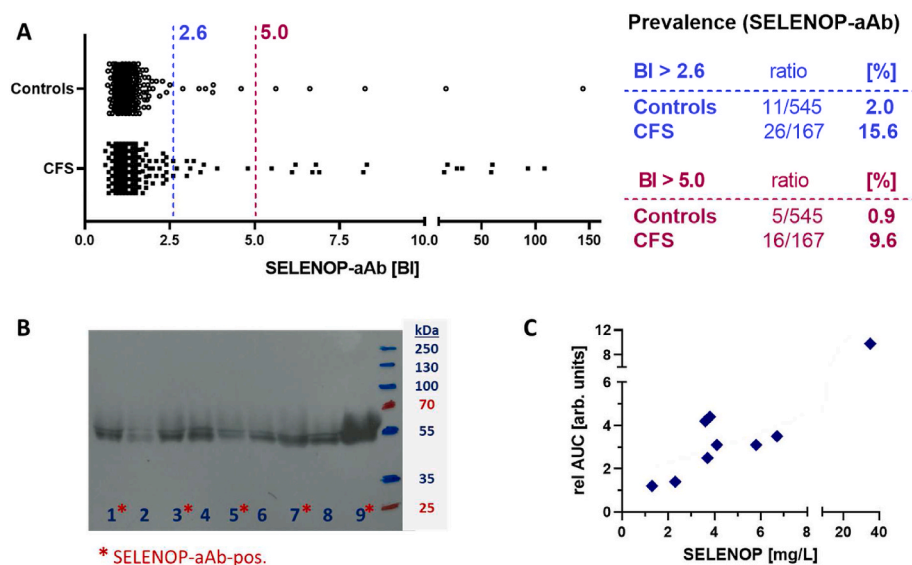 A
2.6
5.0
Controls
CFS
0.0
2.5
5.0
7.5
10.0
50
100
150
SELENOP-aAb [BI]
Prevalence (SELENOP-aAb)
BI > 2.6 ratio [%]
Controls 11/545 2.0
CFS 26/167 15.6
BI > 5.0 ratio [%]
Controls 5/545 0.9
CFS 16/167 9.6
B
kDa
250
130
100
70
55
35
25
1* 2 3* 4 5* 6 7* 8 9*
* SELENOP-aAb-pos.
C
rel AUC [arb. units]
12
8
6
4
2
0
0 2 4 6 8 20 40
SELENOP [mg/L]